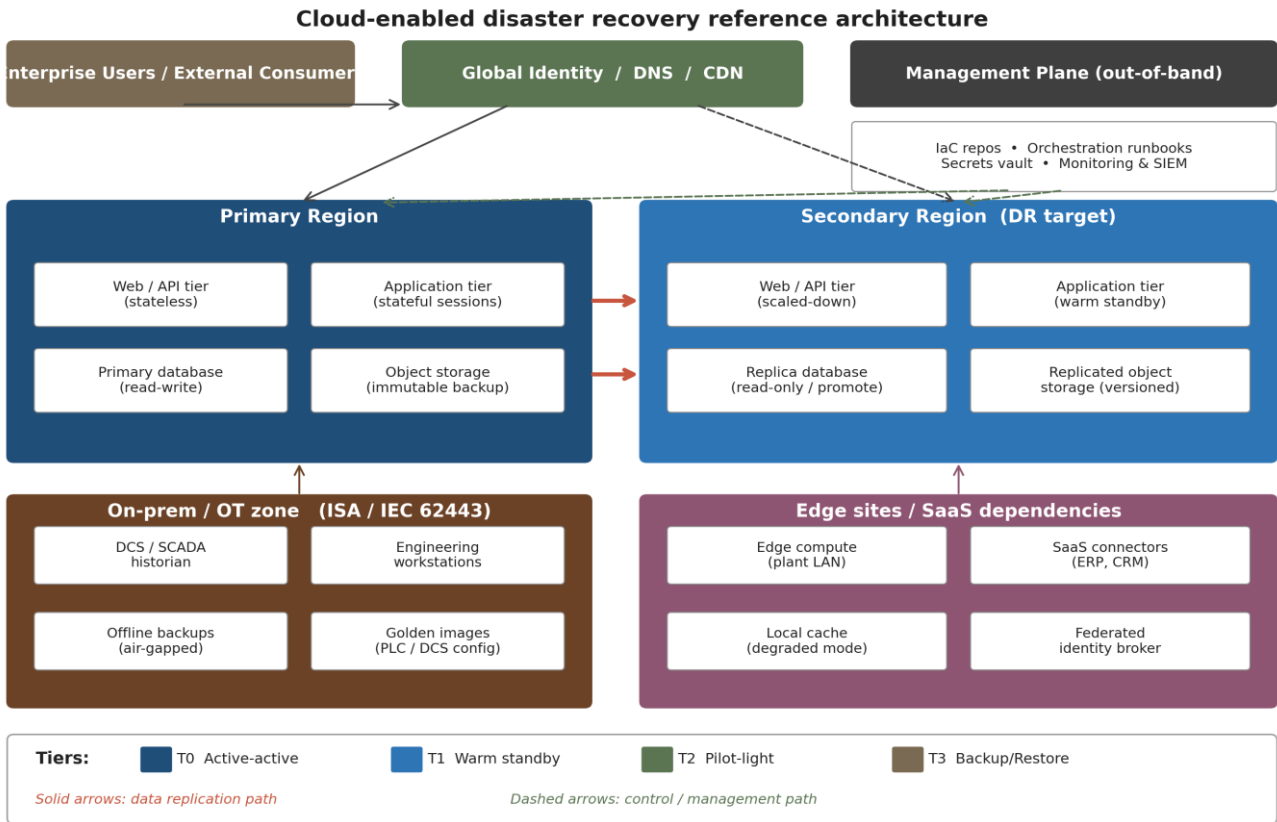 Cloud-enabled disaster recovery reference architecture
nterprise Users / External Consumer
Global Identity / DNS / CDN
Management Plane (out-of-band)
IaC repos • Orchestration runbooks
Secrets vault • Monitoring & SIEM
Primary Region
Web / API tier
(stateless)
Application tier
(stateful sessions)
Primary database
(read-write)
Object storage
(immutable backup)
Secondary Region (DR target)
Web / API tier
(scaled-down)
Application tier
(warm standby)
Replica database
(read-only / promote)
Replicated object
storage (versioned)
On-prem / OT zone (ISA / IEC 62443)
DCS / SCADA
historian
Engineering
workstations
Offline backups
(air-gapped)
Golden images
(PLC / DCS config)
Edge sites / SaaS dependencies
Edge compute
(plant LAN)
SaaS connectors
(ERP, CRM)
Local cache
(degraded mode)
Federated
identity broker
Tiers: T0 Active-active T1 Warm standby T2 Pilot-light T3 Backup/Restore
Solid arrows: data replication path
Dashed arrows: control / management path